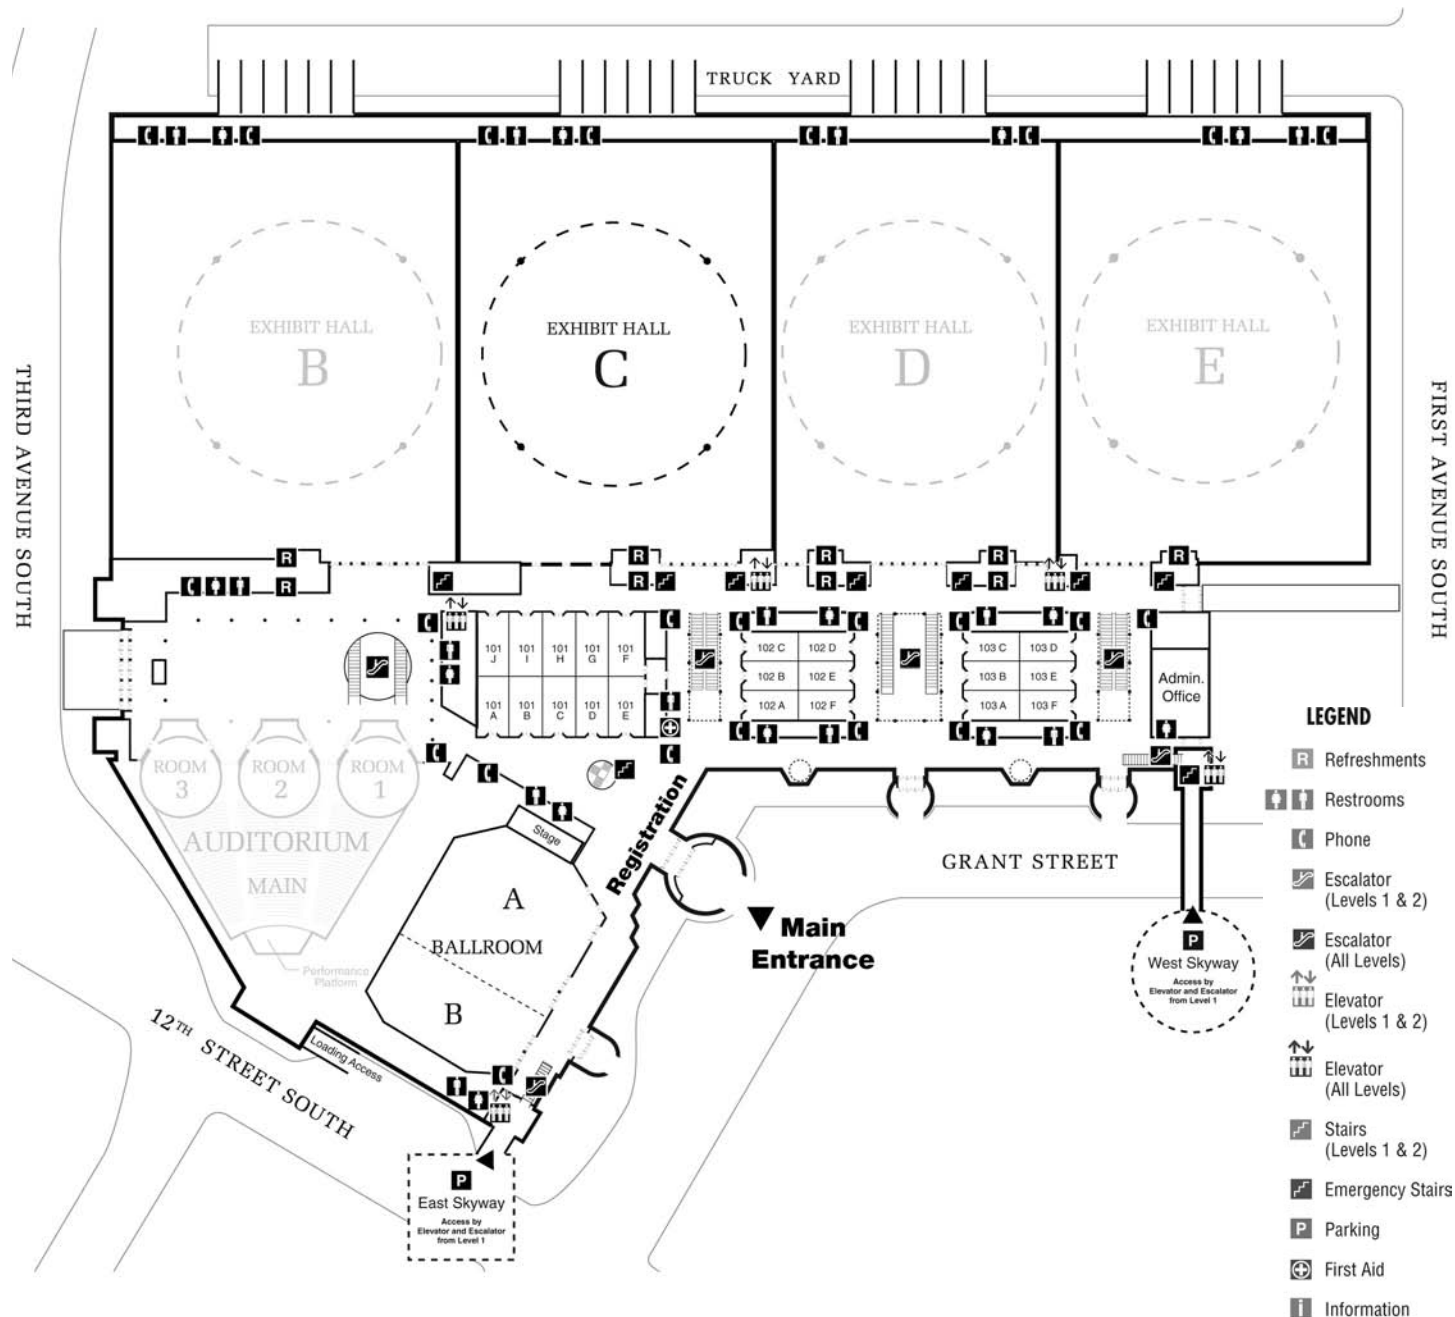 TRUCK YARD
EXHIBIT HALL
B
EXHIBIT HALL
C
EXHIBIT HALL
D
EXHIBIT HALL
E
THIRD AVENUE SOUTH
FIRST AVENUE SOUTH
R
R
R
R
R
R
R
R
R
101 J
101 I
101 H
101 G
101 F
101 A
101 B
101 C
101 D
101 E
102 C
102 D
102 B
102 E
102 A
102 F
103 C
103 D
103 B
103 E
103 A
103 F
Admin.
Office
ROOM
3
ROOM
2
ROOM
1
AUDITORIUM
MAIN
Performance
Platform
Stage
A
BALLROOM
B
Registration
Main
Entrance
GRANT STREET
Loading Access
12TH STREET SOUTH
P
West Skyway
Access by
Elevator and Escalator
from Level 1
P
East Skyway
Access by
Elevator and Escalator
from Level 1
LEGEND
R Refreshments
Restrooms
Phone
Escalator
(Levels 1 & 2)
Escalator
(All Levels)
Elevator
(Levels 1 & 2)
Elevator
(All Levels)
Stairs
(Levels 1 & 2)
Emergency Stairs
P Parking
First Aid
i Information